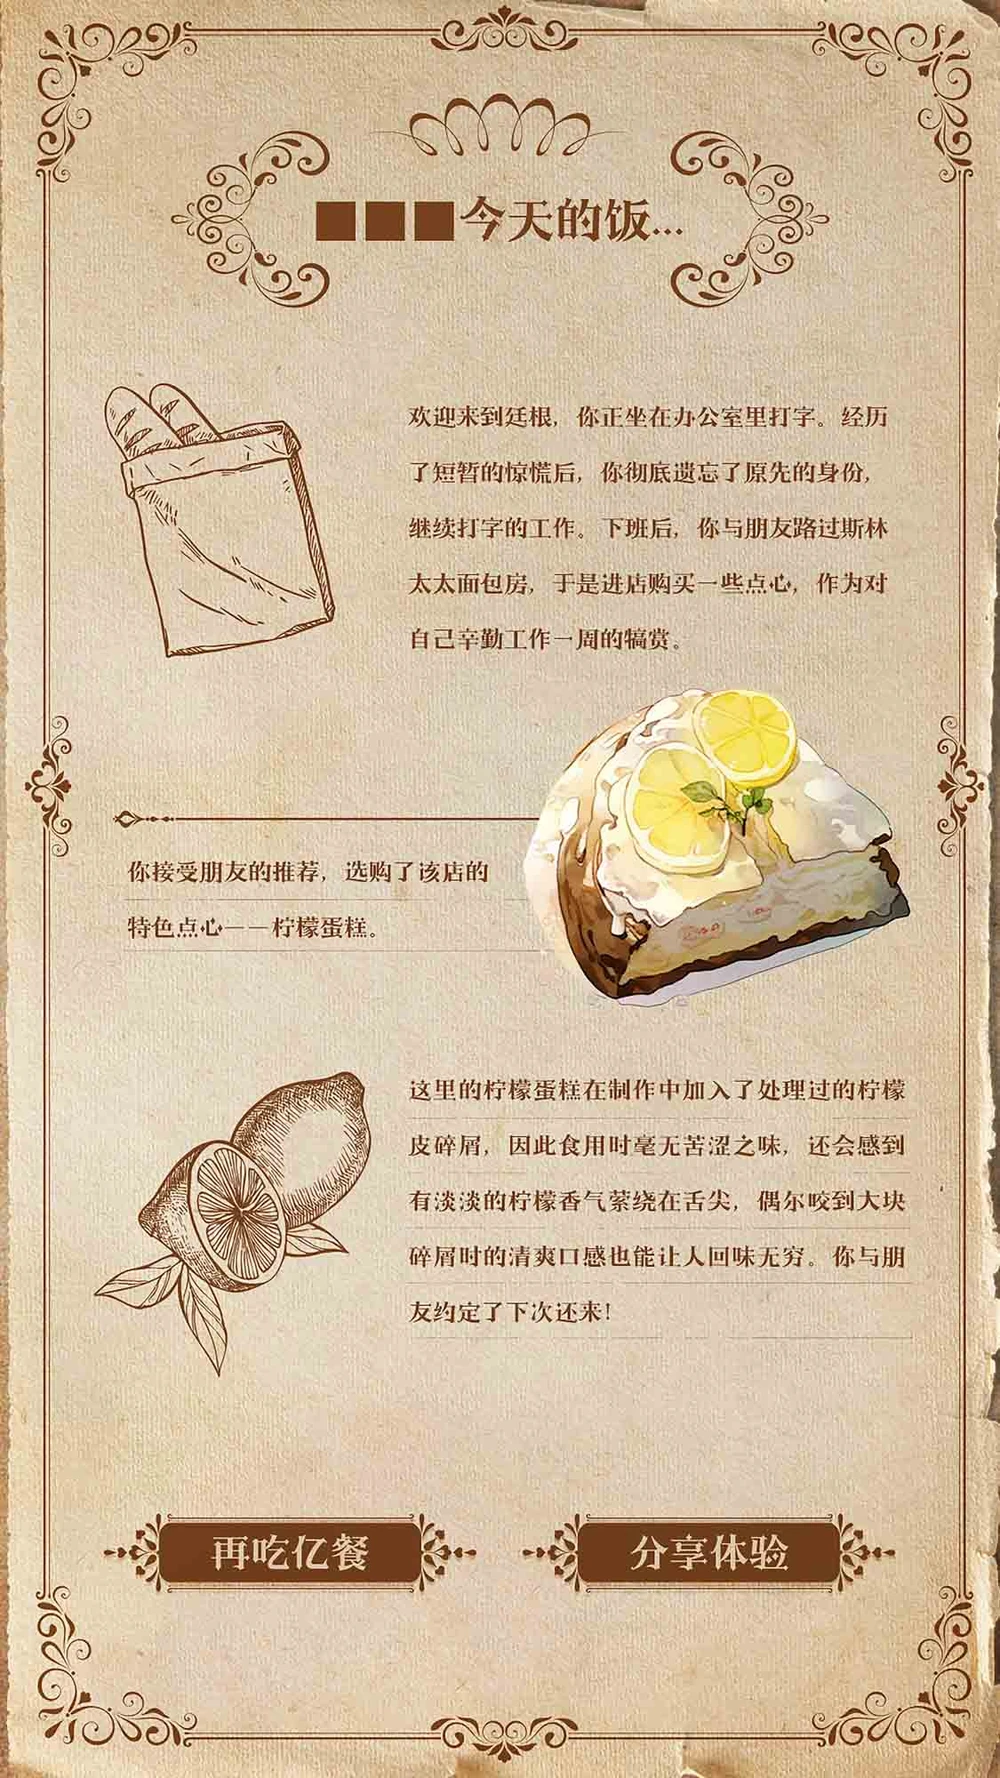 ■■■今天的饭...
欢迎来到廷根，你正坐在办公室里打字。经历
了短暂的惊慌后，你彻底遗忘了原先的身份，
继续打字的工作。下班后，你与朋友路过斯林
太太面包房，于是进店购买一些点心，作为对
自己辛勤工作一周的犒赏。
你接受朋友的推荐，选购了该店的
特色点心——柠檬蛋糕。
这里的柠檬蛋糕在制作中加入了处理过的柠檬
皮碎屑，因此食用时毫无苦涩之味，还会感到
有淡淡的柠檬香气萦绕在舌尖，偶尔咬到大块
碎屑时的清爽口感也能让人回味无穷。你与朋
友约定了下次还来！
再吃亿餐
分享体验